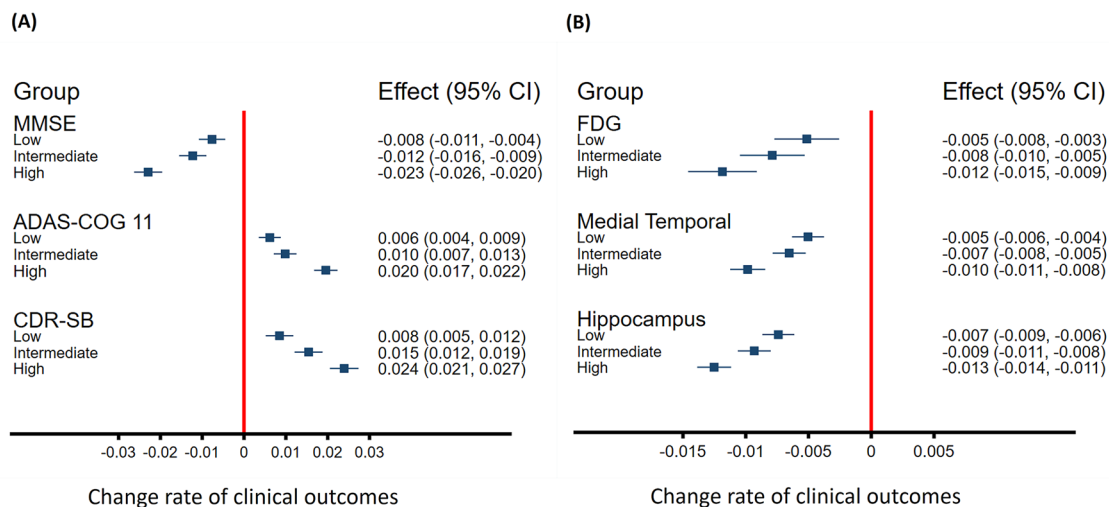 (A)
Group Effect (95% CI)
MMSE
Low -0.008 (-0.011, -0.004)
Intermediate -0.012 (-0.016, -0.009)
High -0.023 (-0.026, -0.020)
ADAS-COG 11
Low 0.006 (0.004, 0.009)
Intermediate 0.010 (0.007, 0.013)
High 0.020 (0.017, 0.022)
CDR-SB
Low 0.008 (0.005, 0.012)
Intermediate 0.015 (0.012, 0.019)
High 0.024 (0.021, 0.027)
-0.03 -0.02 -0.01 0 0.01 0.02 0.03
Change rate of clinical outcomes
(B)
Group Effect (95% CI)
FDG
Low -0.005 (-0.008, -0.003)
Intermediate -0.008 (-0.010, -0.005)
High -0.012 (-0.015, -0.009)
Medial Temporal
Low -0.005 (-0.006, -0.004)
Intermediate -0.007 (-0.008, -0.005)
High -0.010 (-0.011, -0.008)
Hippocampus
Low -0.007 (-0.009, -0.006)
Intermediate -0.009 (-0.011, -0.008)
High -0.013 (-0.014, -0.011)
-0.015 -0.01 -0.005 0 0.005
Change rate of clinical outcomes